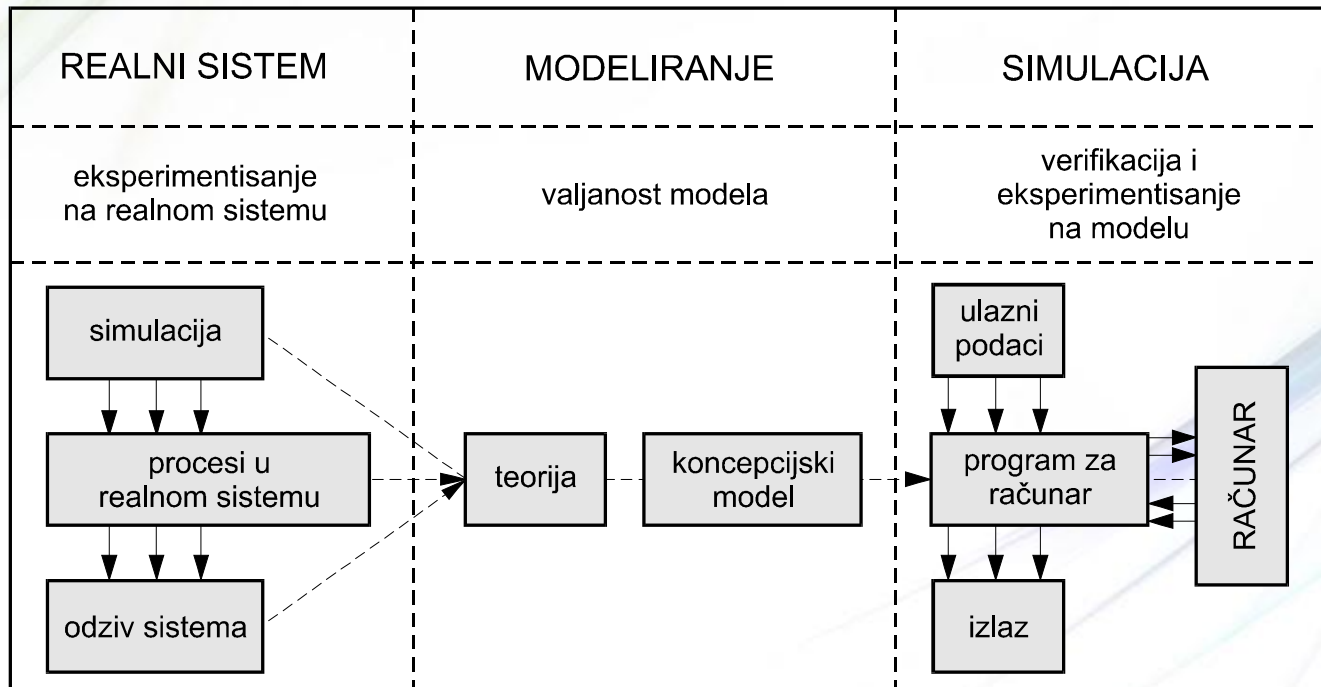 REALNI SISTEM
MODELIRANJE
SIMULACIJA
eksperimentisanje
na realnom sistemu
valjanost modela
verifikacija i
eksperimentisanje
na modelu
simulacija
procesi u
realnom sistemu
odziv sistema
teorija
koncepcijski
model
ulazni
podaci
program za
računar
izlaz
RAČUNAR